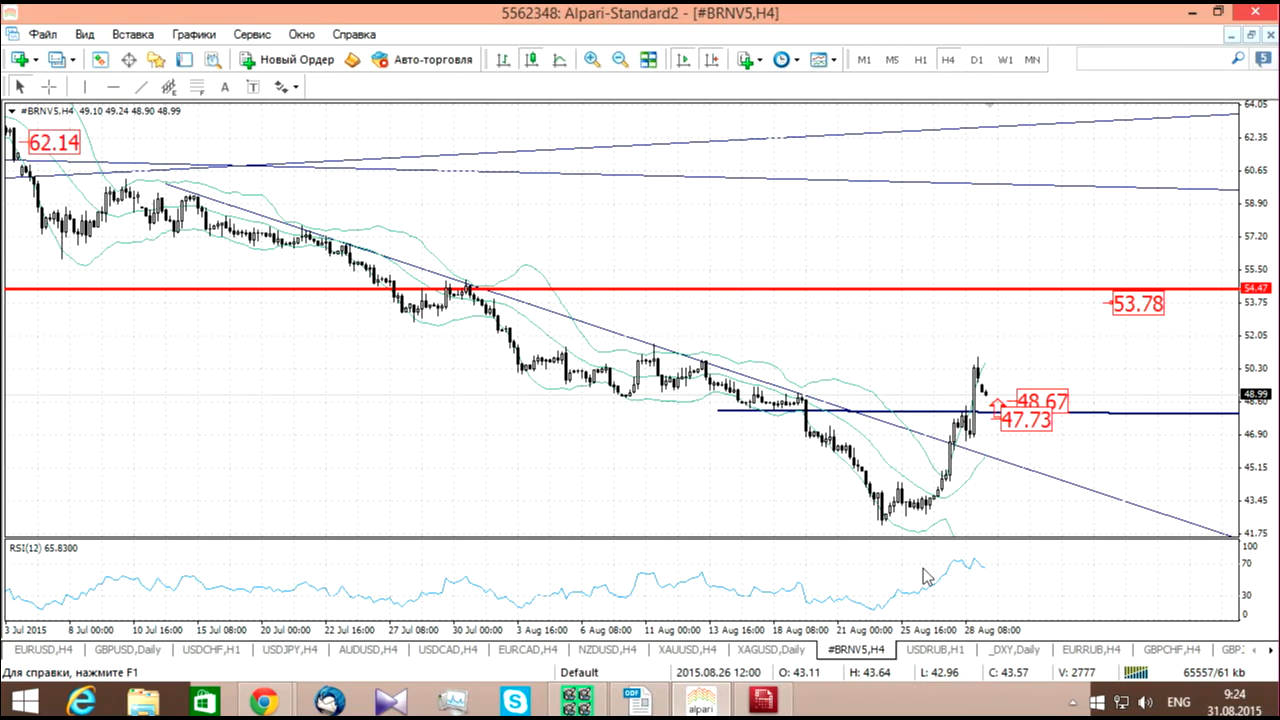 5562348: Alpari-Standard2 - [#BRNV5,H4]
Файл Вид Вставка Графики Сервис Окно Справка
Новый Ордер Авто-торговля M1 M5 H1 H4 D1 W1 MN 5
A T
#BRNV5,H4 49.10 49.24 48.90 48.99
64.05
62.35
62.14
60.65
58.90
57.20
55.50
54.47
53.78
53.75
52.05
50.30
48.99
48.67
48.60
47.73
46.90
45.15
43.45
41.75
RSI(12) 65.8300
100
70
30
0
3 Jul 2015 8 Jul 00:00 10 Jul 16:00 15 Jul 08:00 20 Jul 00:00 22 Jul 16:00 27 Jul 08:00 30 Jul 00:00 3 Aug 16:00 6 Aug 08:00 11 Aug 00:00 13 Aug 16:00 18 Aug 08:00 21 Aug 00:00 25 Aug 16:00 28 Aug 08:00
EURUSD,H4 GBPUSD,Daily USDCHF,H1 USDJPY,H4 AUDUSD,H4 USDCAD,H4 EURCAD,H4 NZDUSD,H4 XAUUSD,H4 XAGUSD,Daily #BRNV5,H4 USDRUB,H1 _DXY,Daily EURRUB,H4 GBPCHF,H4 GBP
Для справки, нажмите F1 Default 2015.08.26 12:00 O: 43.11 H: 43.64 L: 42.96 C: 43.57 V: 2777 65557/61 kb
ODF alpari ENG 9:24
31.08.2015